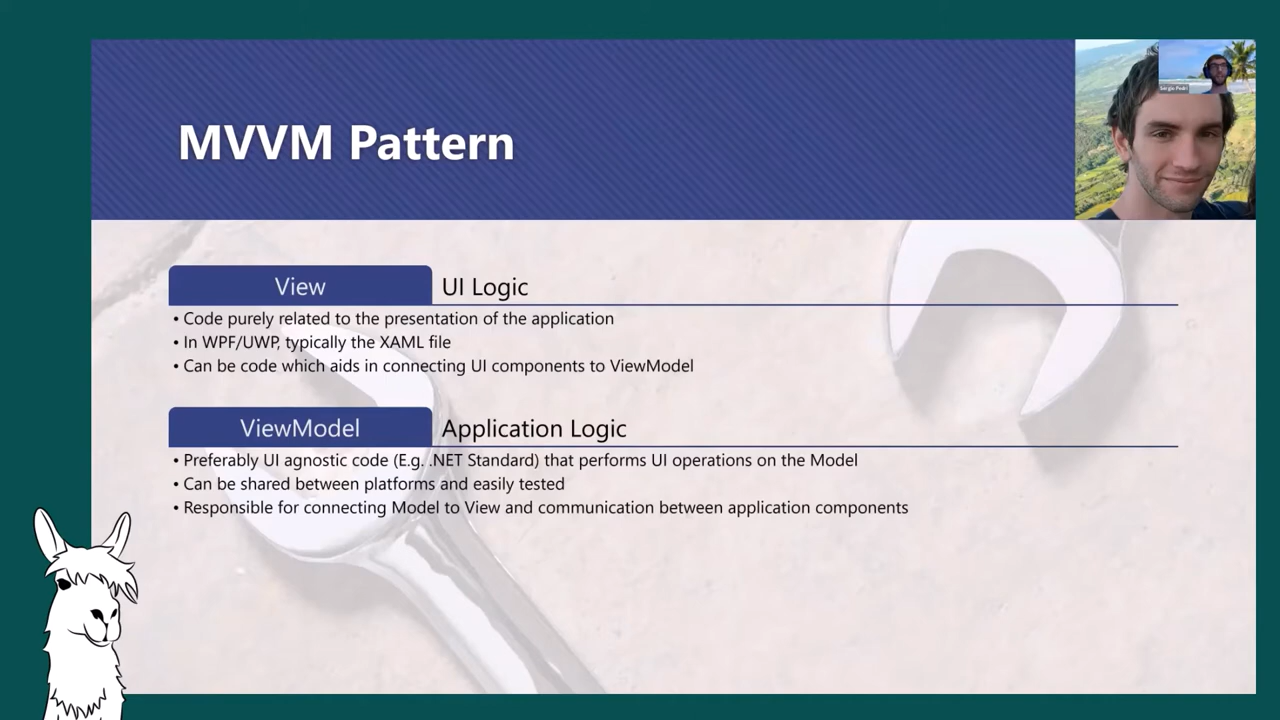 MVVM Pattern
Sergio Pedri
View
UI Logic
• Code purely related to the presentation of the application
• In WPF/UWP, typically the XAML file
• Can be code which aids in connecting UI components to ViewModel
ViewModel
Application Logic
• Preferably UI agnostic code (E.g. .NET Standard) that performs UI operations on the Model
• Can be shared between platforms and easily tested
• Responsible for connecting Model to View and communication between application components